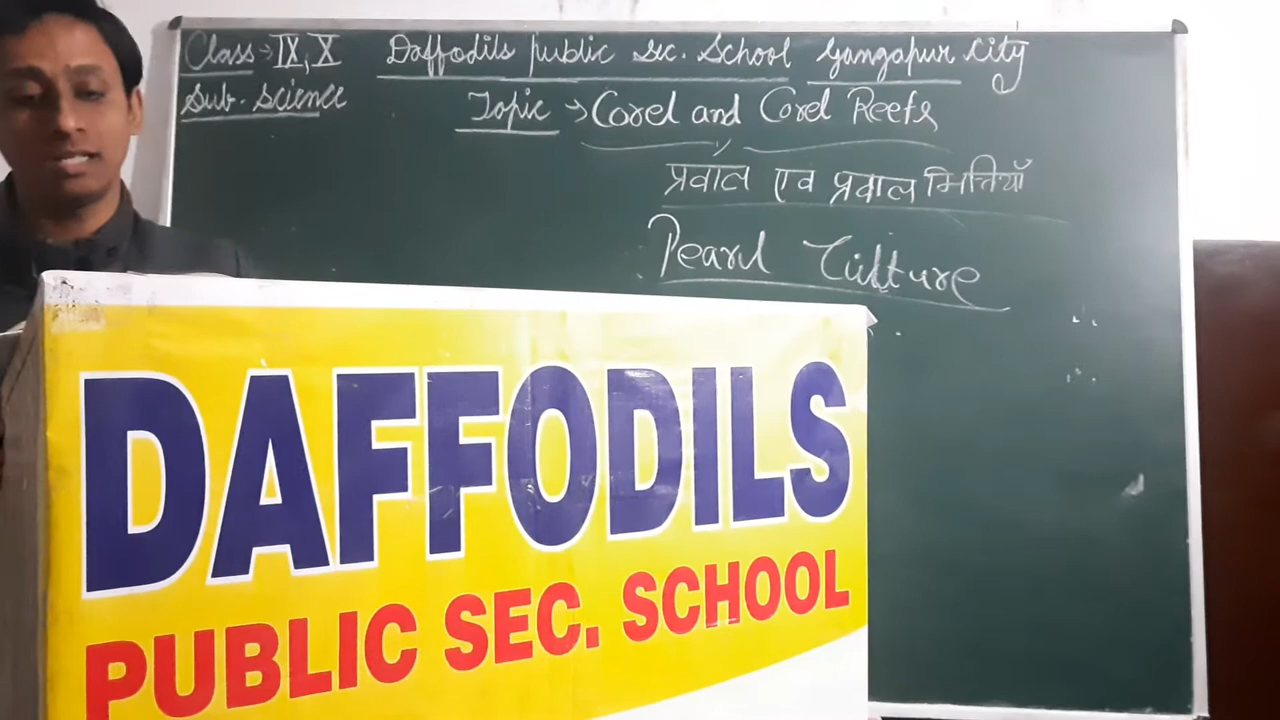 Class → IX, X Daffodils public Sec. School Gangapur City
Sub. Science Topic → Corel and Corel Reefs
प्रवाल एव प्रवाल भित्तियाँ
Pearl Culture
DAFFODILS
PUBLIC SEC. SCHOOL